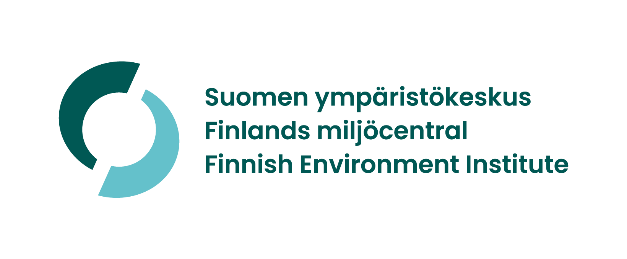 Suomen ympäristökeskus
Finlands miljöcentral
Finnish Environment Institute